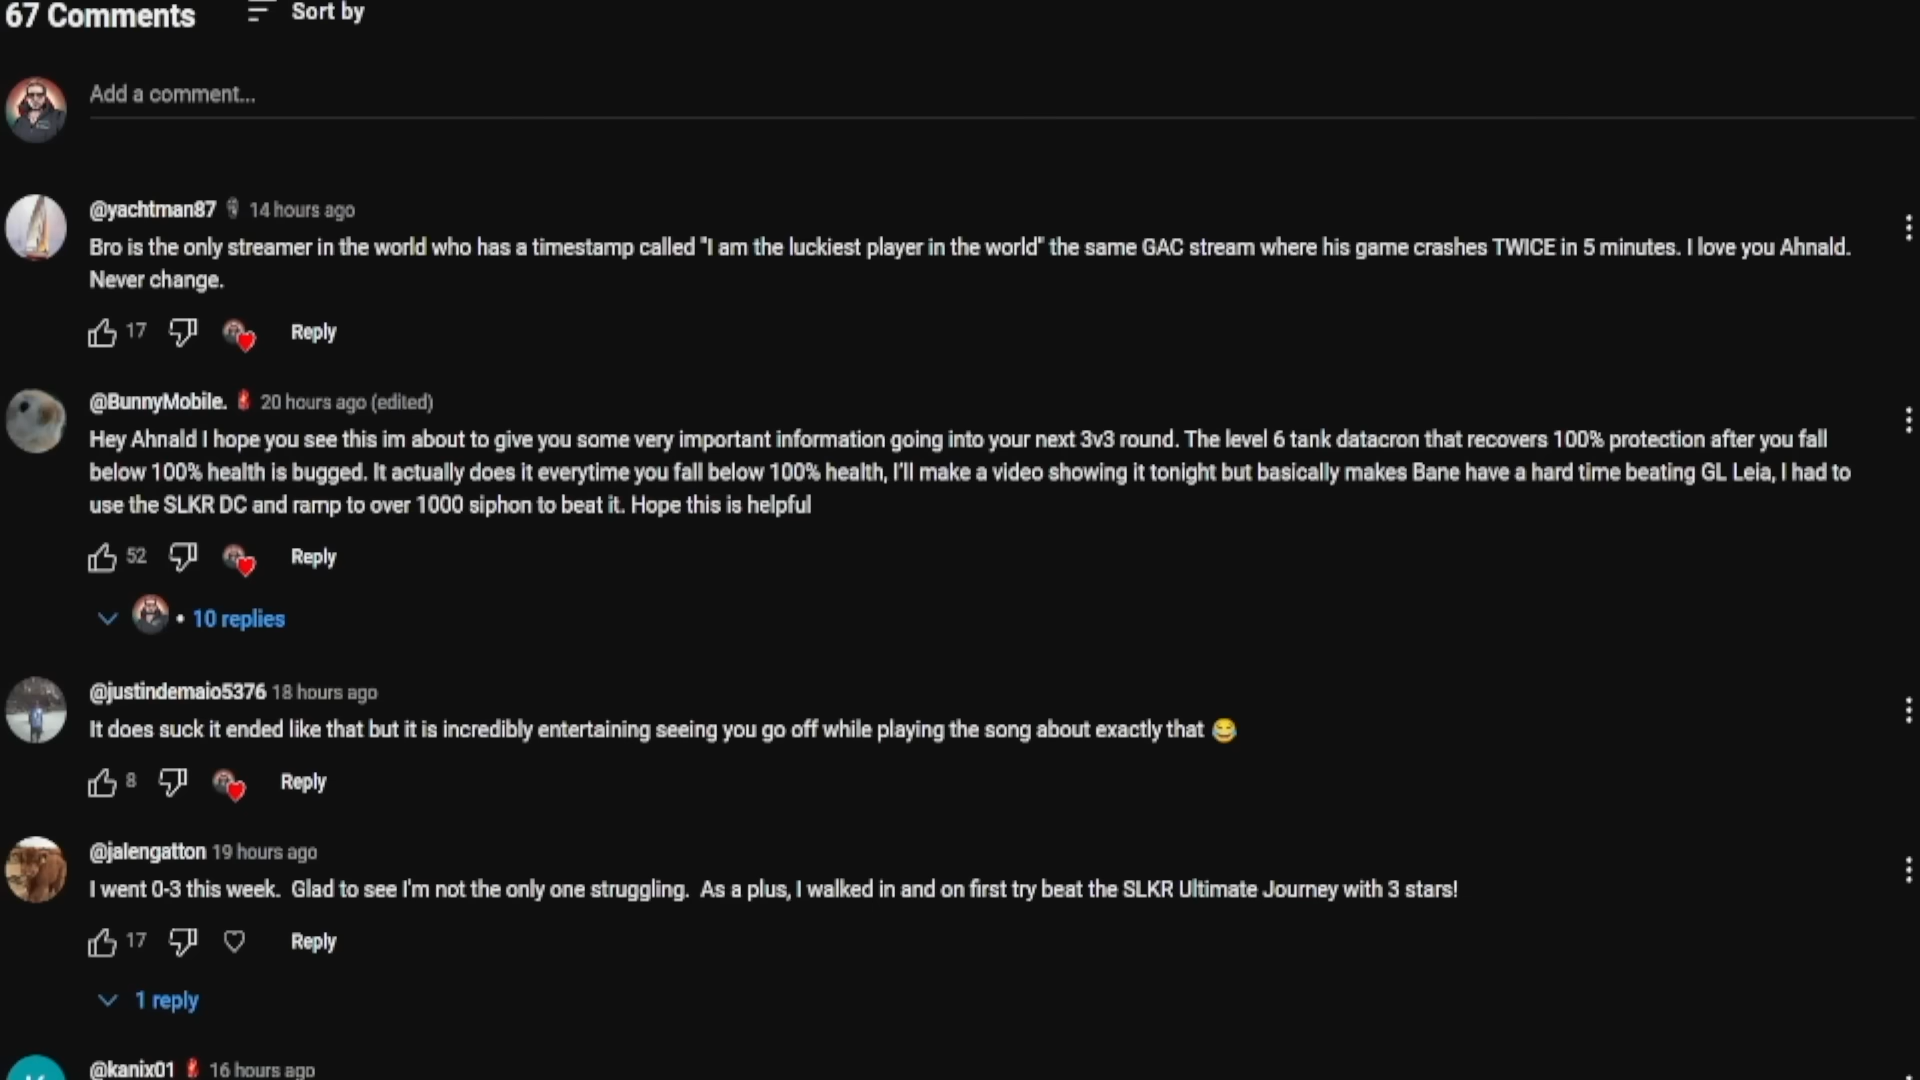 67 Comments Sort by
Add a comment...
@yachtman87 14 hours ago
Bro is the only streamer in the world who has a timestamp called "I am the luckiest player in the world" the same GAC stream where his game crashes TWICE in 5 minutes. I love you Ahnald.
Never change.
17 Reply
@BunnyMobile. 20 hours ago (edited)
Hey Ahnald I hope you see this im about to give you some very important information going into your next 3v3 round. The level 6 tank datacron that recovers 100% protection after you fall
below 100% health is bugged. It actually does it everytime you fall below 100% health, I'll make a video showing it tonight but basically makes Bane have a hard time beating GL Leia, I had to
use the SLKR DC and ramp to over 1000 siphon to beat it. Hope this is helpful
52 Reply
• 10 replies
@justindemaio5376 18 hours ago
It does suck it ended like that but it is incredibly entertaining seeing you go off while playing the song about exactly that 😂
8 Reply
@jalengatton 19 hours ago
I went 0-3 this week.  Glad to see I'm not the only one struggling.  As a plus, I walked in and on first try beat the SLKR Ultimate Journey with 3 stars!
17 Reply
1 reply
@kanix01 16 hours ago